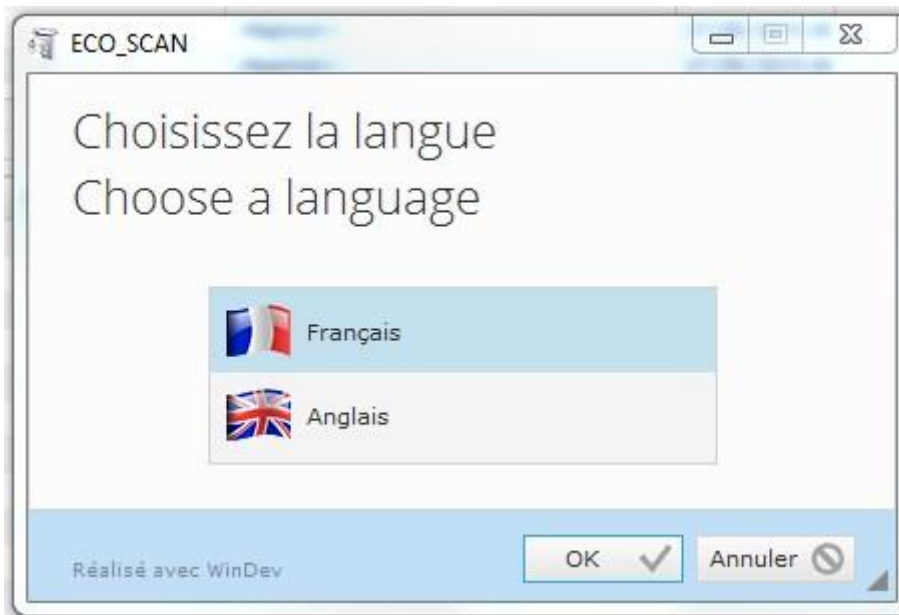 ECO_SCAN
Choisissez la langue
Choose a language
Français
Anglais
Réalisé avec WinDev
OK
Annuler